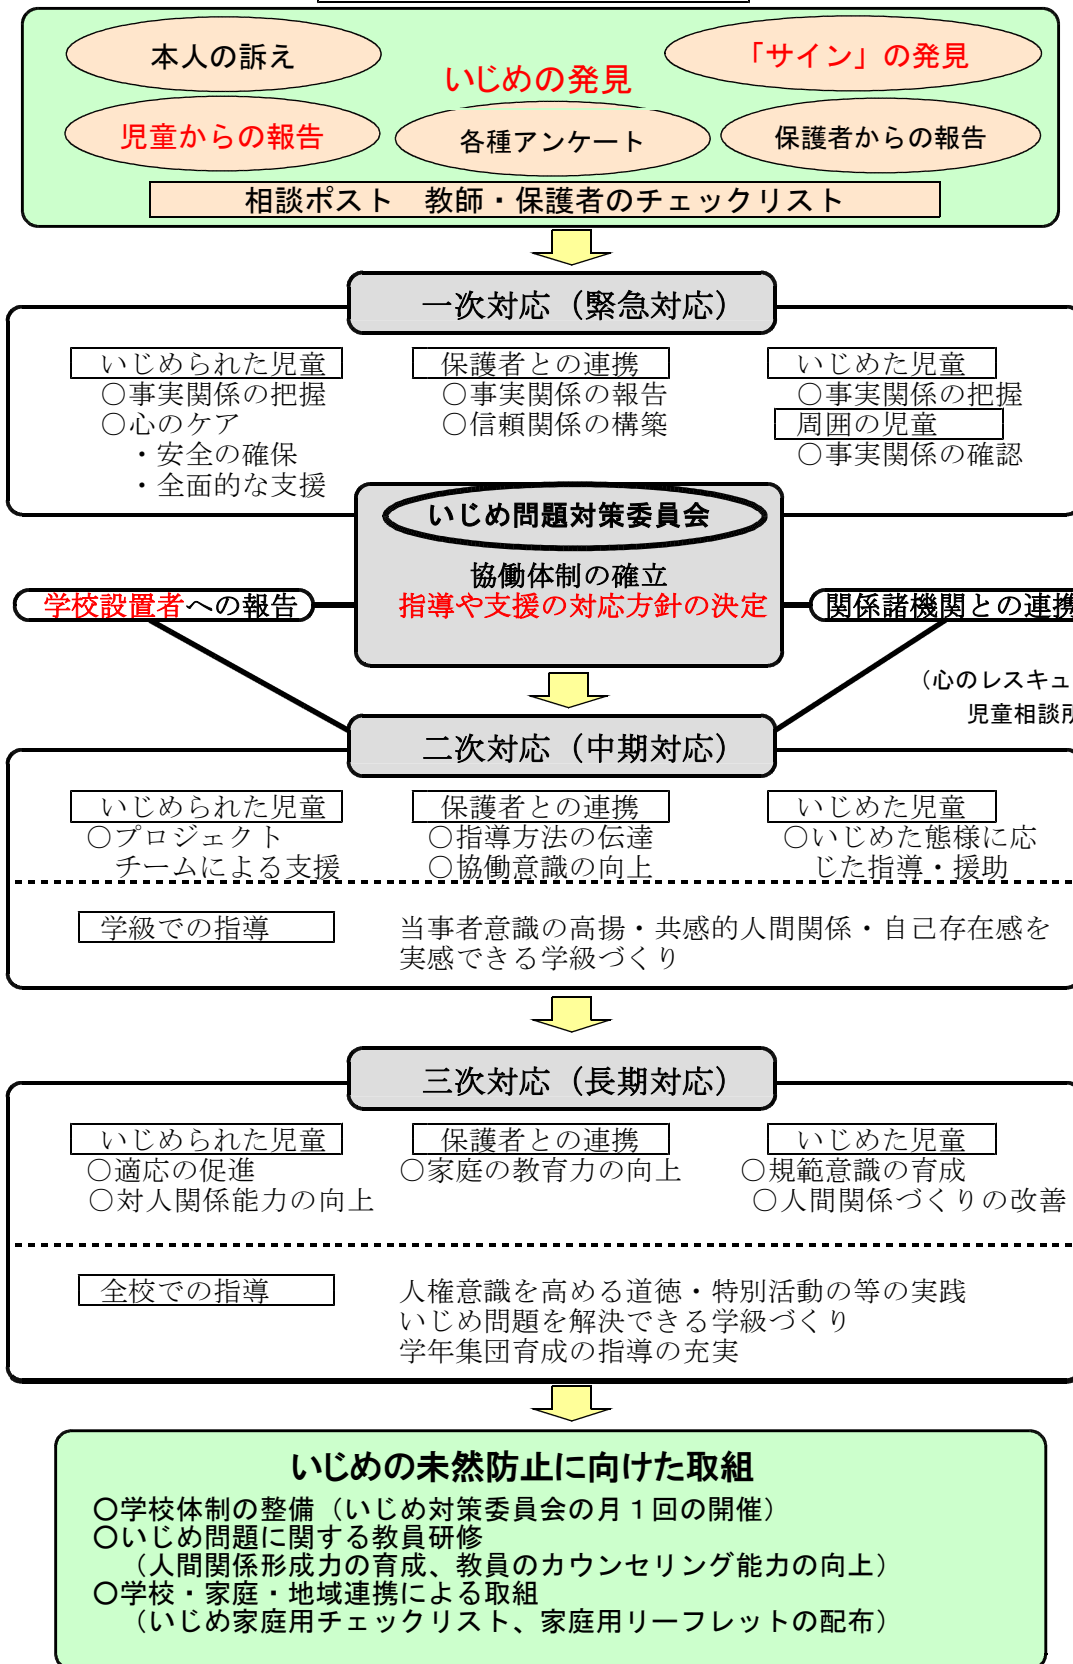 本人の訴え
いじめの発見
「サイン」の発見
児童からの報告
各種アンケート
保護者からの報告
相談ポスト　教師・保護者のチェックリスト
一次対応（緊急対応）
いじめられた児童
○事実関係の把握
○心のケア
・安全の確保
・全面的な支援
保護者との連携
○事実関係の報告
○信頼関係の構築
いじめた児童
○事実関係の把握
周囲の児童
○事実関係の確認
いじめ問題対策委員会
協働体制の確立
指導や支援の対応方針の決定
学校設置者への報告
関係諸機関との連携
（心のレスキュ
児童相談所
二次対応（中期対応）
いじめられた児童
○プロジェクト
チームによる支援
保護者との連携
○指導方法の伝達
○協働意識の向上
いじめた児童
○いじめた態様に応
じた指導・援助
学級での指導
当事者意識の高揚・共感的人間関係・自己存在感を
実感できる学級づくり
三次対応（長期対応）
いじめられた児童
○適応の促進
○対人関係能力の向上
保護者との連携
○家庭の教育力の向上
いじめた児童
○規範意識の育成
○人間関係づくりの改善
全校での指導
人権意識を高める道徳・特別活動の等の実践
いじめ問題を解決できる学級づくり
学年集団育成の指導の充実
いじめの未然防止に向けた取組
○学校体制の整備（いじめ対策委員会の月１回の開催）
○いじめ問題に関する教員研修
（人間関係形成力の育成、教員のカウンセリング能力の向上）
○学校・家庭・地域連携による取組
（いじめ家庭用チェックリスト、家庭用リーフレットの配布）